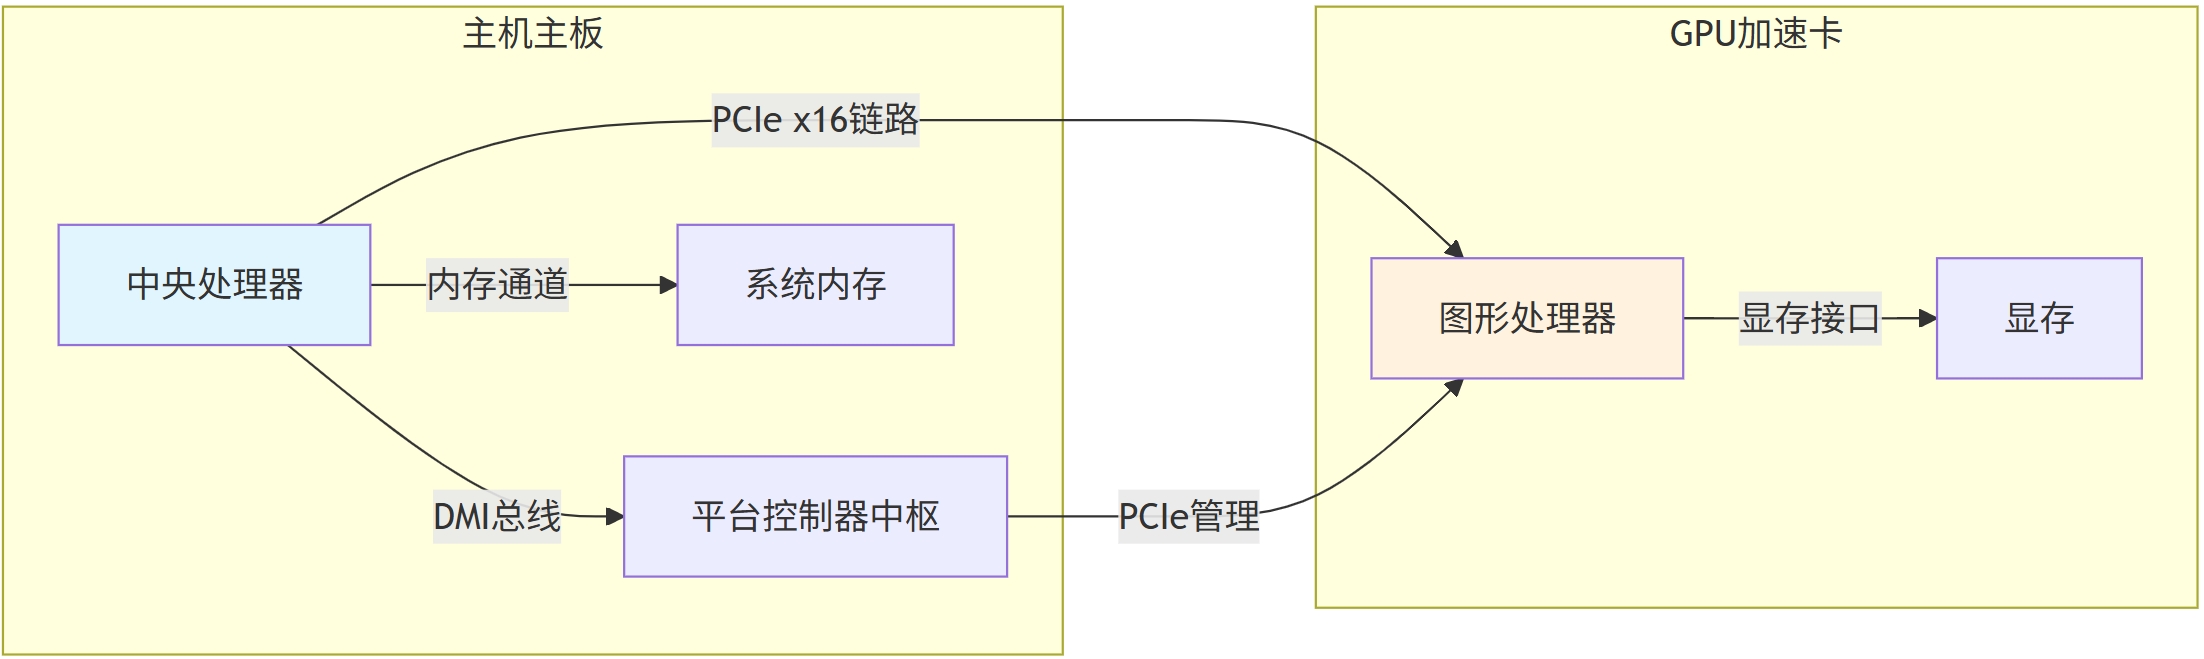 主机主板
GPU加速卡
PCIe x16链路
中央处理器
内存通道
系统内存
图形处理器
显存接口
显存
DMI总线
平台控制器中枢
PCIe管理